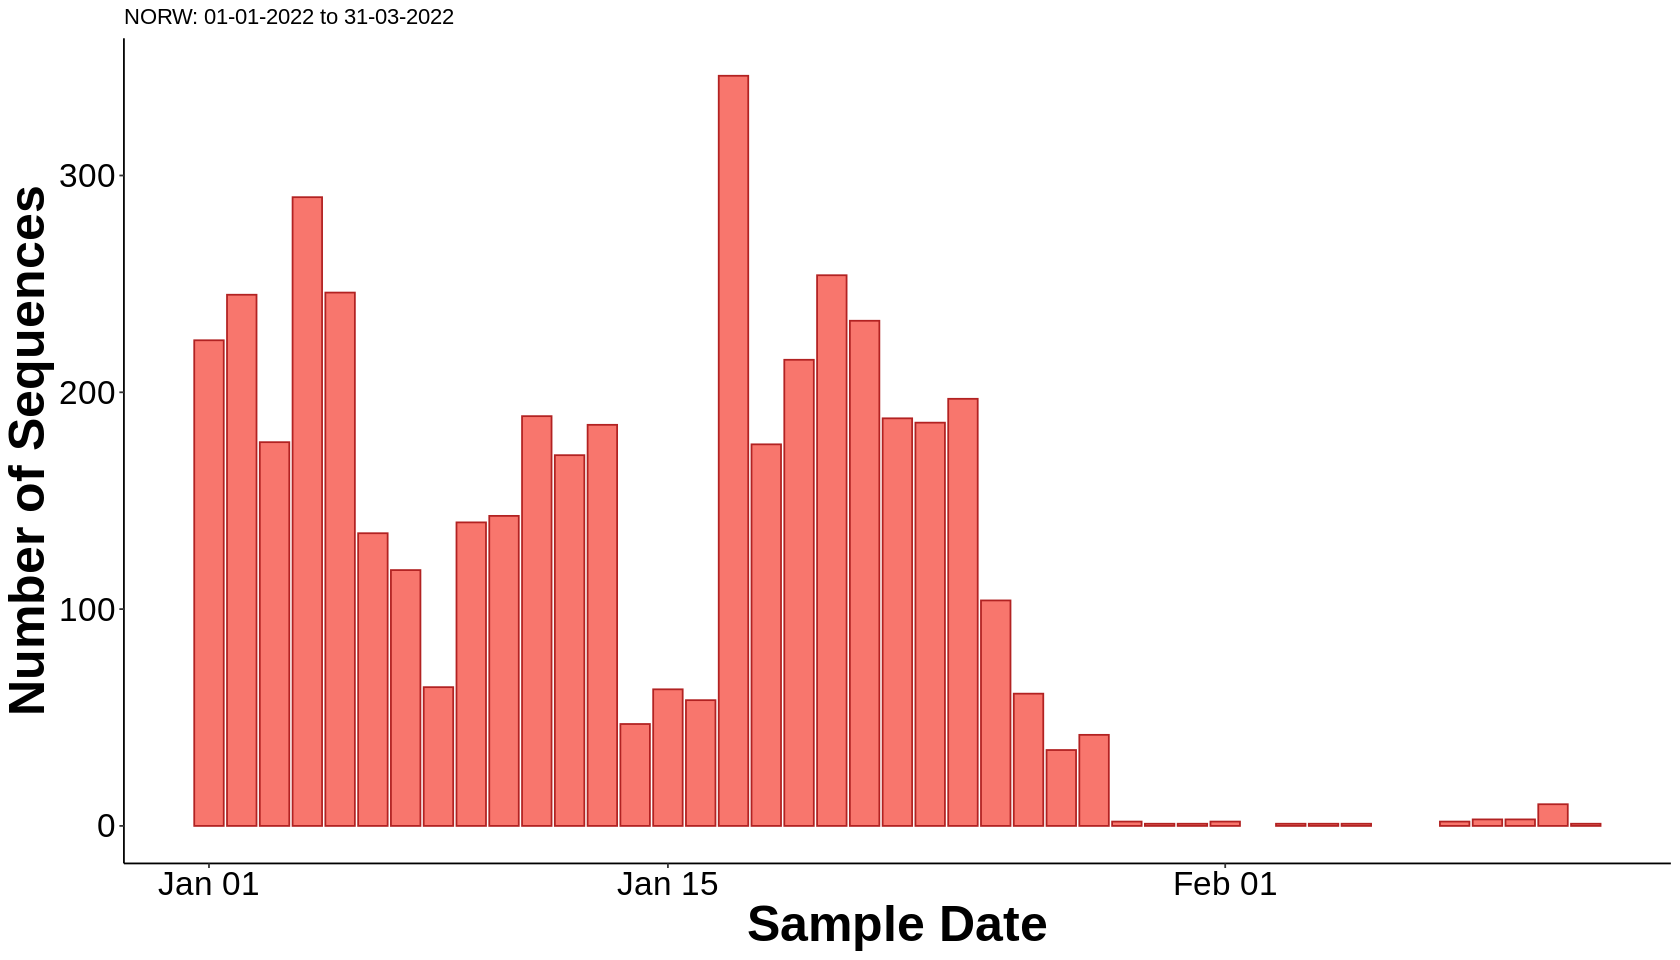 NORW: 01-01-2022 to 31-03-2022
Number of Sequences
300
200
100
0
Jan 01
Jan 15
Feb 01
Sample Date